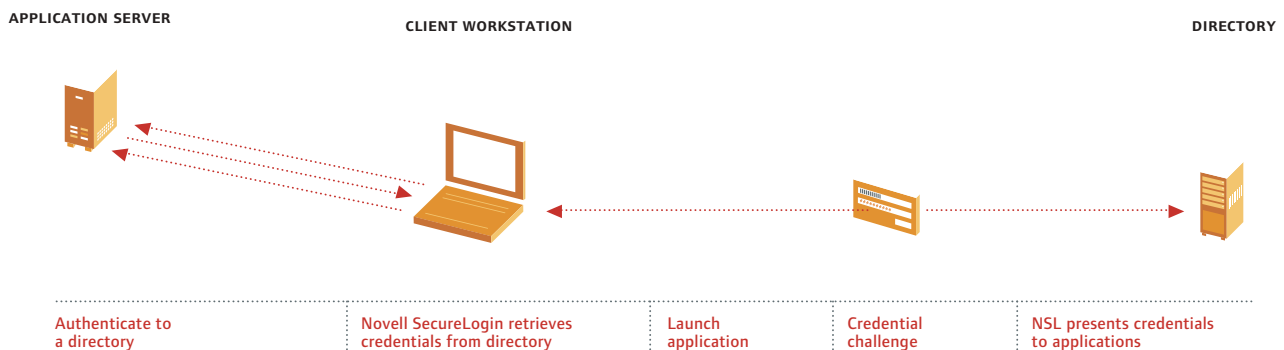 APPLICATION SERVER
CLIENT WORKSTATION
DIRECTORY
Authenticate to
a directory
Novell SecureLogin retrieves
credentials from directory
Launch
application
Credential
challenge
NSL presents credentials
to applications